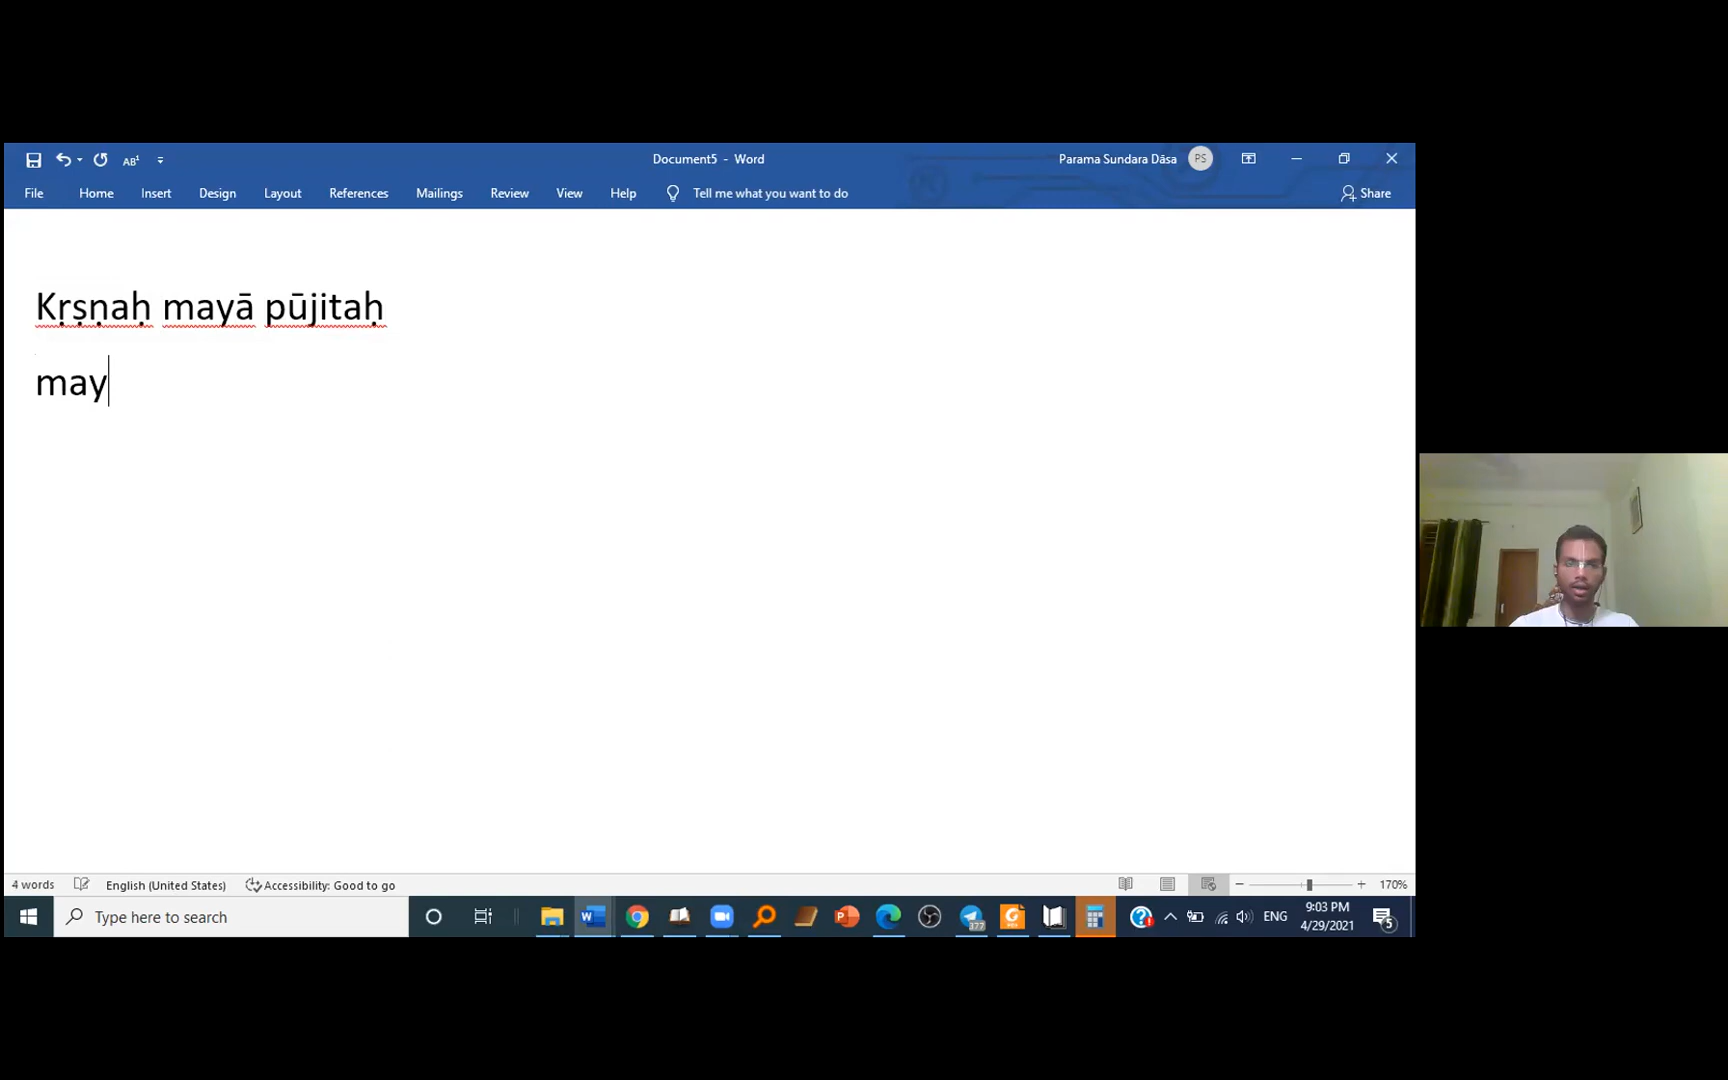 Document5 - Word
Parama Sundara Dāsa
PS
File Home Insert Design Layout References Mailings Review View Help Tell me what you want to do Share
Kṛṣṇaḥ mayā pūjitaḥ
may
4 words English (United States) Accessibility: Good to go 170%
Type here to search
377
ENG
9:03 PM
4/29/2021
5